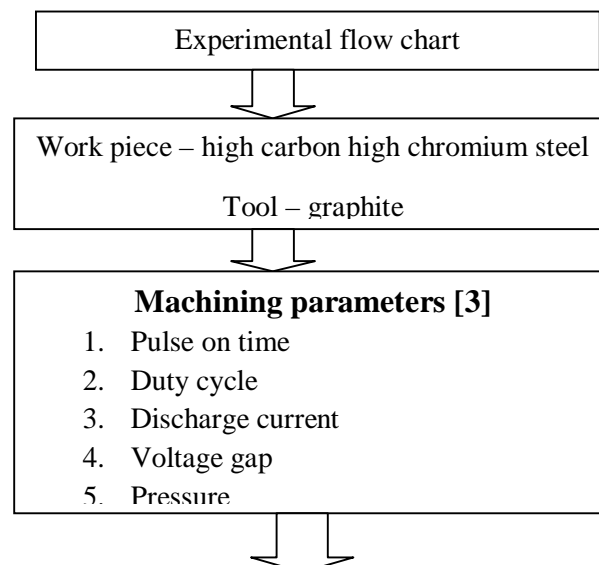 Experimental flow chart
Work piece – high carbon high chromium steel
Tool – graphite
Machining parameters [3]
1. Pulse on time
2. Duty cycle
3. Discharge current
4. Voltage gap
5. Pressure